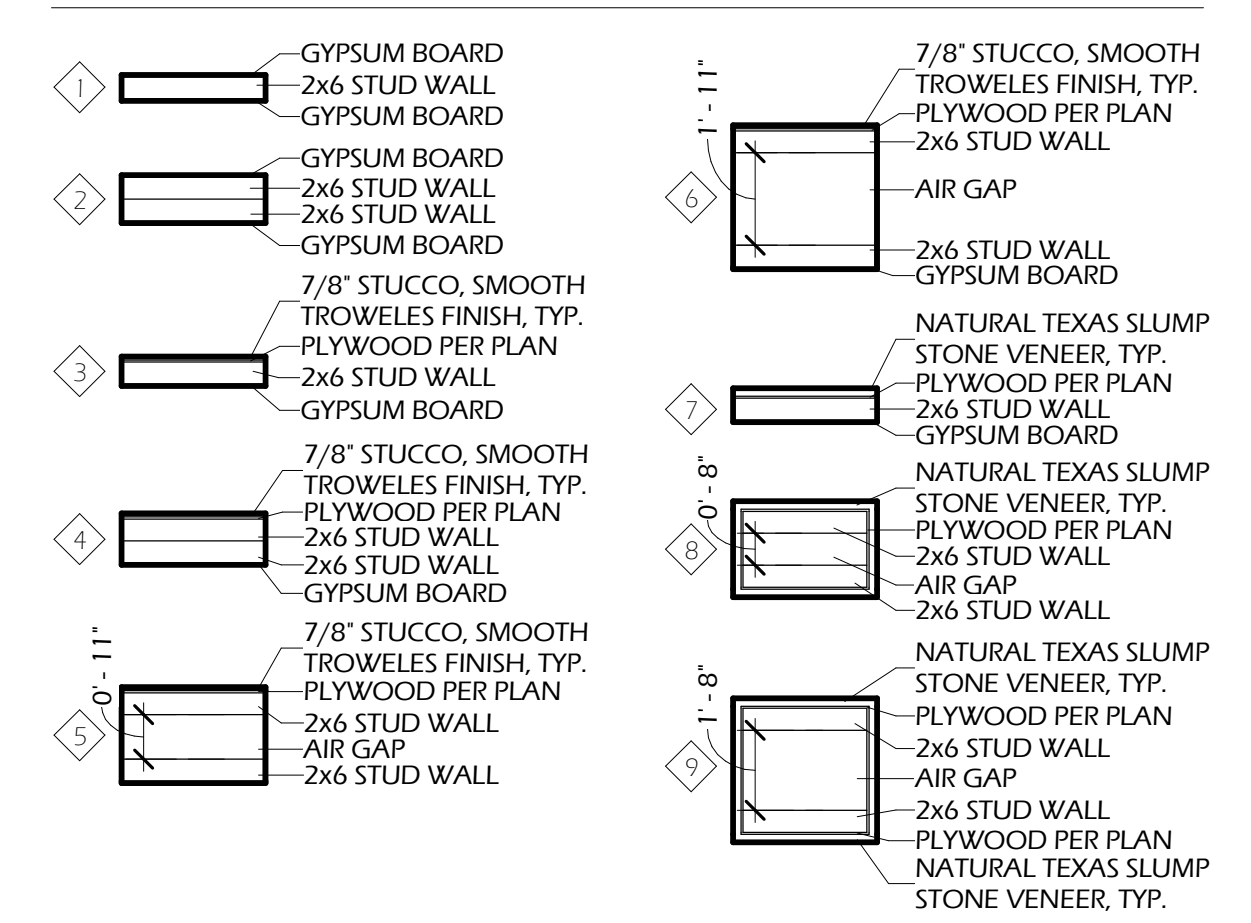 1
GYPSUM BOARD
2x6 STUD WALL
GYPSUM BOARD
2
GYPSUM BOARD
2x6 STUD WALL
2x6 STUD WALL
GYPSUM BOARD
3
7/8" STUCCO, SMOOTH
TROWELES FINISH, TYP.
PLYWOOD PER PLAN
2x6 STUD WALL
GYPSUM BOARD
4
7/8" STUCCO, SMOOTH
TROWELES FINISH, TYP.
PLYWOOD PER PLAN
2x6 STUD WALL
2x6 STUD WALL
GYPSUM BOARD
5
0' - 11"
7/8" STUCCO, SMOOTH
TROWELES FINISH, TYP.
PLYWOOD PER PLAN
2x6 STUD WALL
AIR GAP
2x6 STUD WALL
6
1' - 11"
7/8" STUCCO, SMOOTH
TROWELES FINISH, TYP.
PLYWOOD PER PLAN
2x6 STUD WALL
AIR GAP
2x6 STUD WALL
GYPSUM BOARD
7
NATURAL TEXAS SLUMP
STONE VENEER, TYP.
PLYWOOD PER PLAN
2x6 STUD WALL
GYPSUM BOARD
8
0' - 8"
NATURAL TEXAS SLUMP
STONE VENEER, TYP.
PLYWOOD PER PLAN
2x6 STUD WALL
AIR GAP
2x6 STUD WALL
9
1' - 8"
NATURAL TEXAS SLUMP
STONE VENEER, TYP.
PLYWOOD PER PLAN
2x6 STUD WALL
AIR GAP
2x6 STUD WALL
PLYWOOD PER PLAN
NATURAL TEXAS SLUMP
STONE VENEER, TYP.